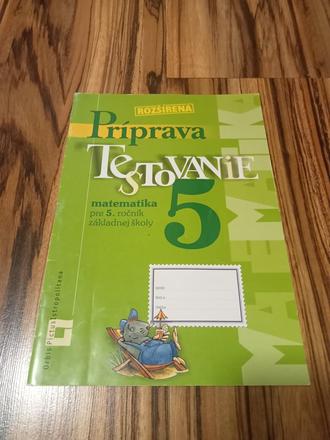 ROZŠÍRENÁ
Príprava
TESTOVANiE
5
matematika
pre 5. ročník
základnej školy
MATEMATIKA
Orbis Pictus Istropolitana